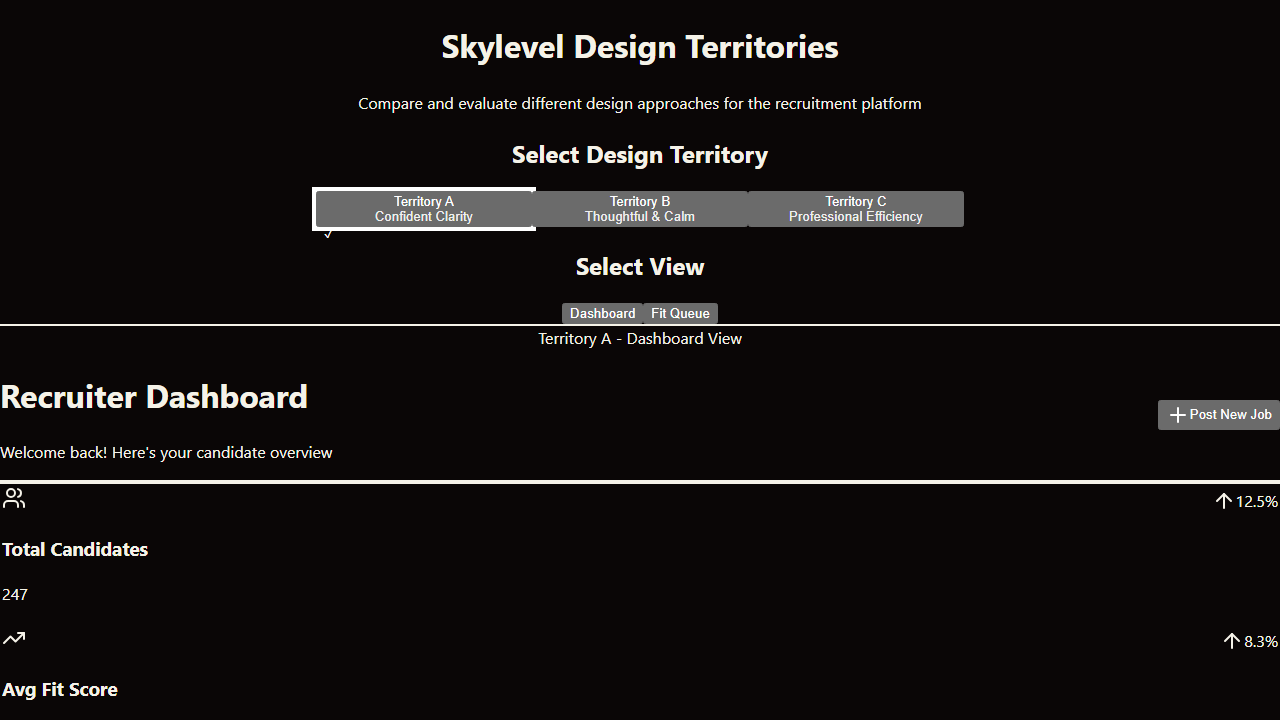 Skylevel Design Territories
Compare and evaluate different design approaches for the recruitment platform
Select Design Territory
Territory A
Confident Clarity
Territory B
Thoughtful & Calm
Territory C
Professional Efficiency
✓
Select View
Dashboard
Fit Queue
Territory A - Dashboard View
Recruiter Dashboard
Post New Job
Welcome back! Here's your candidate overview
12.5%
Total Candidates
247
8.3%
Avg Fit Score